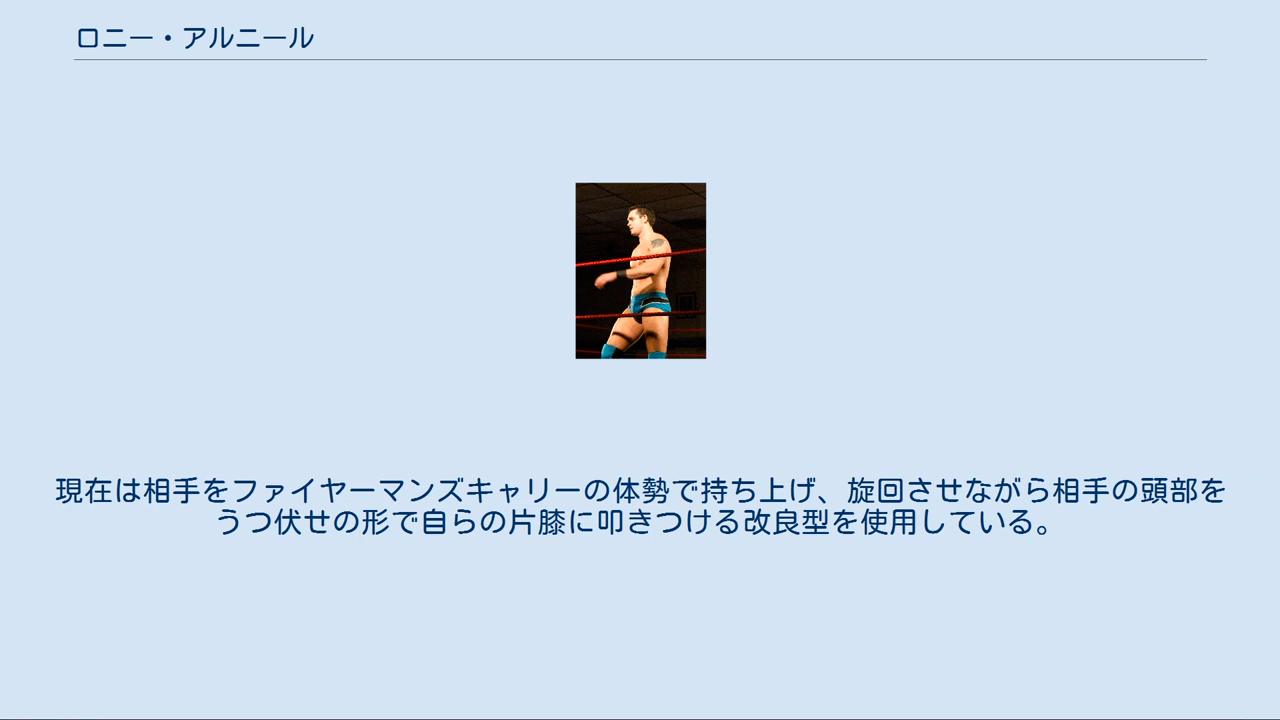 ロニー・アルニール
現在は相手をファイヤーマンズキャリーの体勢で持ち上げ、旋回させながら相手の頭部を
うつ伏せの形で自らの片膝に叩きつける改良型を使用している。